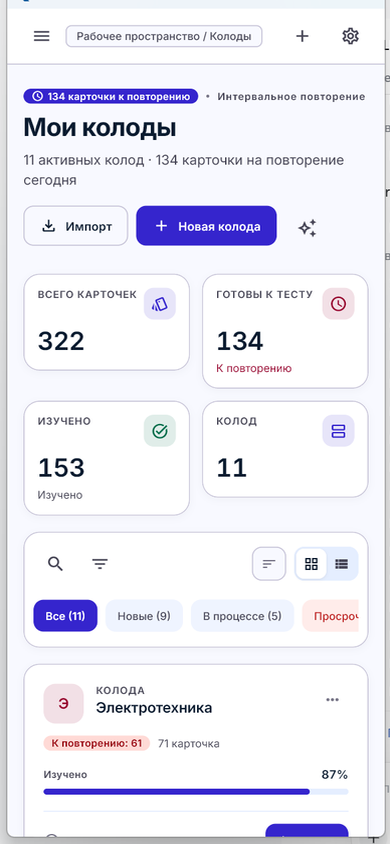 Рабочее пространство / Колоды
134 карточки к повторению • Интервальное повторение
Мои колоды
11 активных колод · 134 карточки на повторение
сегодня
Импорт
Новая колода
ВСЕГО КАРТОЧЕК
322
ГОТОВЫ К ТЕСТУ
134
К повторению
ИЗУЧЕНО
153
Изучено
КОЛОД
11
Все (11)
Новые (9)
В процессе (5)
Просроч
Э
КОЛОДА
Электротехника
К повторению: 61
71 карточка
Изучено
87%